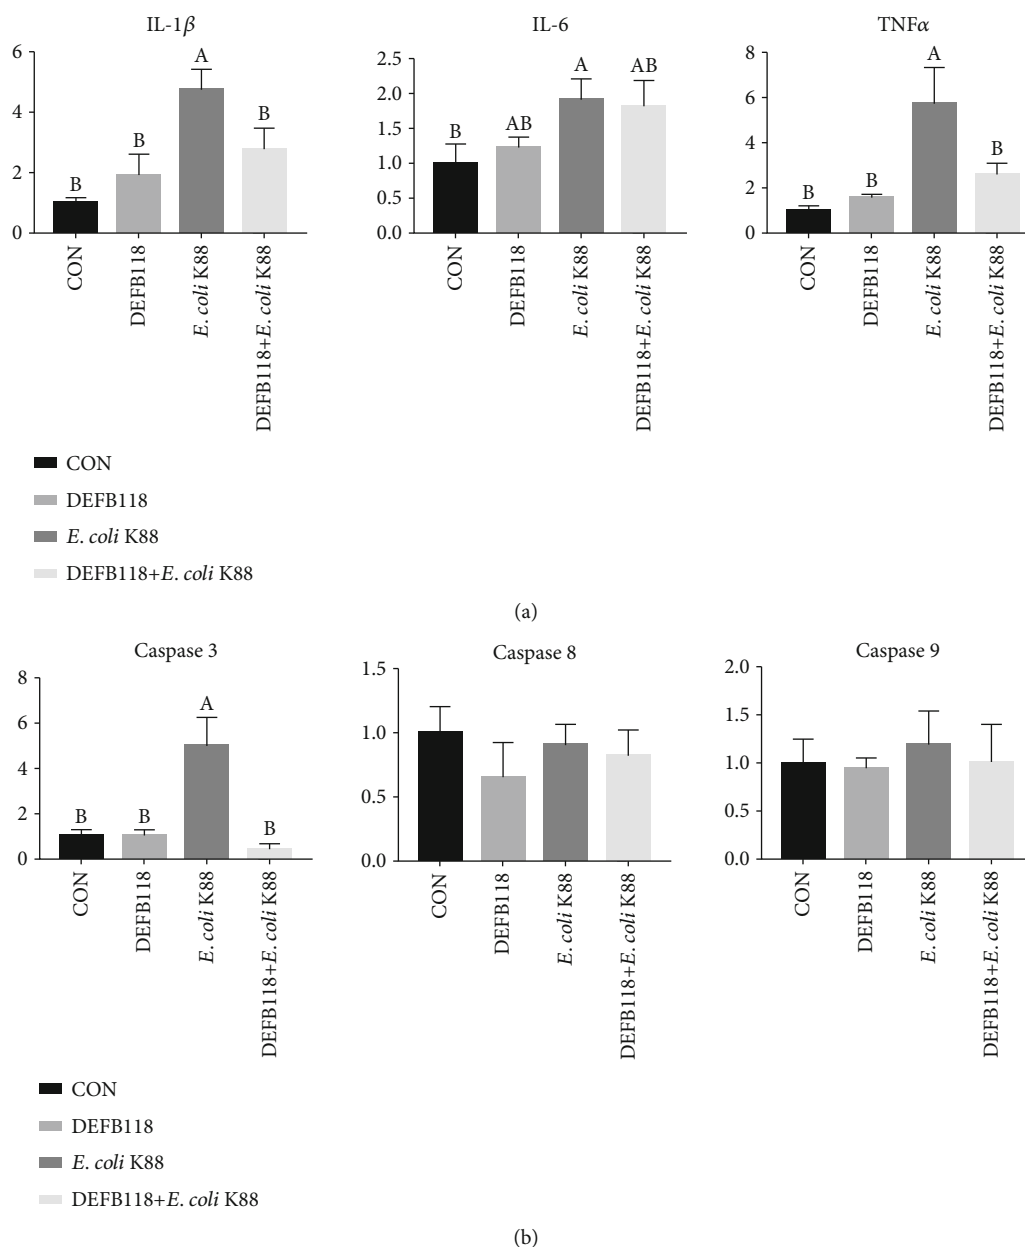 IL-1β
6
4
2
0
B
B
A
B
CON
DEFB118
E. coli K88
DEFB118+E. coli K88
IL-6
2.5
2.0
1.5
1.0
0.5
0.0
B
AB
A
AB
CON
DEFB118
E. coli K88
DEFB118+E. coli K88
TNFα
8
6
4
2
0
B
B
A
B
CON
DEFB118
E. coli K88
DEFB118+E. coli K88
CON
DEFB118
E. coli K88
DEFB118+E. coli K88
(a)
Caspase 3
8
6
4
2
0
B
B
A
B
CON
DEFB118
E. coli K88
DEFB118+E. coli K88
Caspase 8
1.5
1.0
0.5
0.0
CON
DEFB118
E. coli K88
DEFB118+E. coli K88
Caspase 9
2.0
1.5
1.0
0.5
0.0
CON
DEFB118
E. coli K88
DEFB118+E. coli K88
CON
DEFB118
E. coli K88
DEFB118+E. coli K88
(b)